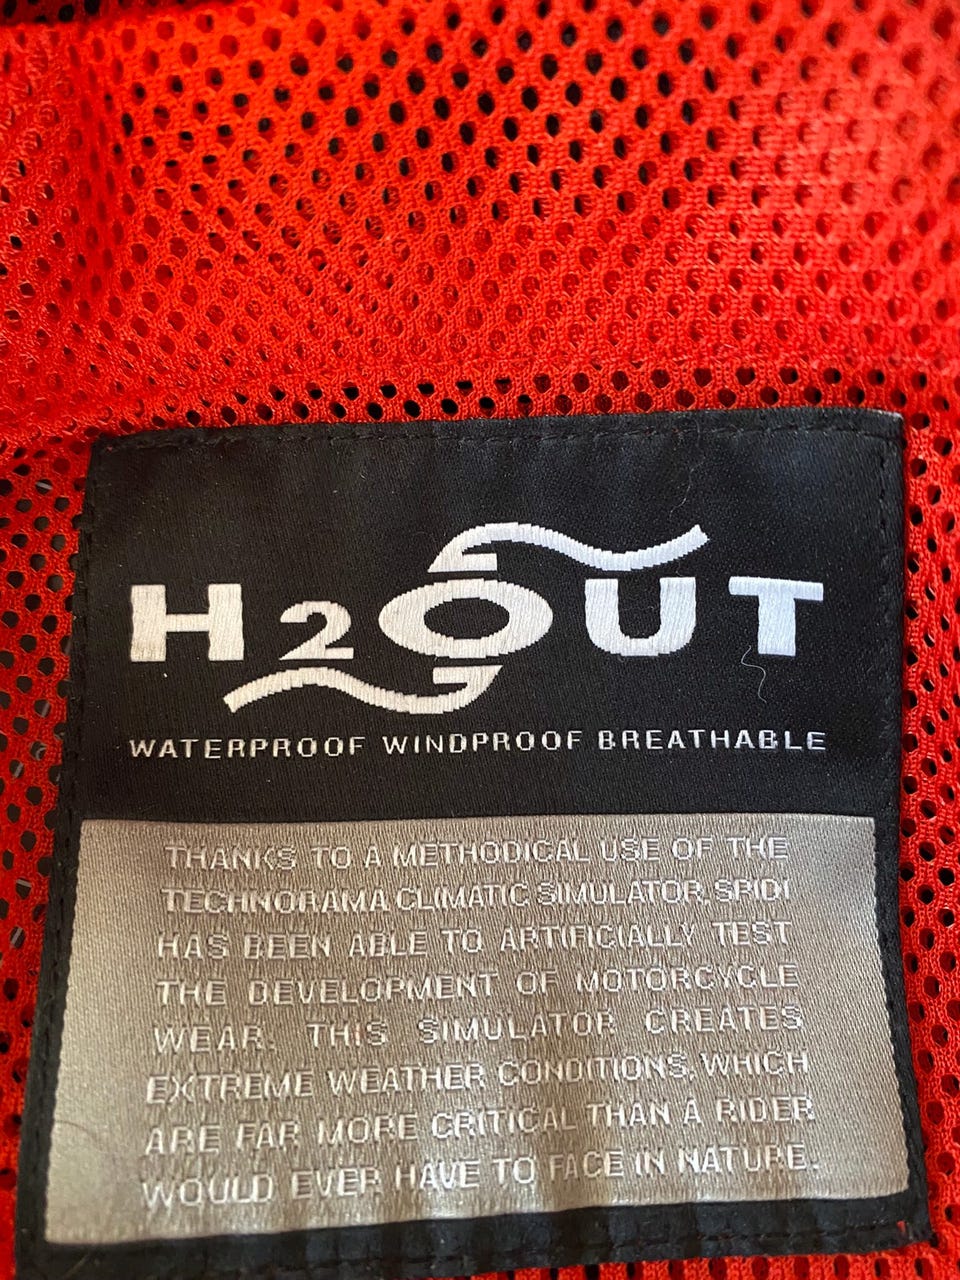 H2OUT
WATERPROOF WINDPROOF BREATHABLE
THANKS TO A METHODICAL USE OF THE
TECHNORAMA CLIMATIC SIMULATOR, SPIDI
HAS BEEN ABLE TO ARTIFICIALLY TEST
THE DEVELOPMENT OF MOTORCYCLE
WEAR. THIS SIMULATOR CREATES
EXTREME WEATHER CONDITIONS, WHICH
ARE FAR MORE CRITICAL THAN A RIDER
WOULD EVER HAVE TO FACE IN NATURE.